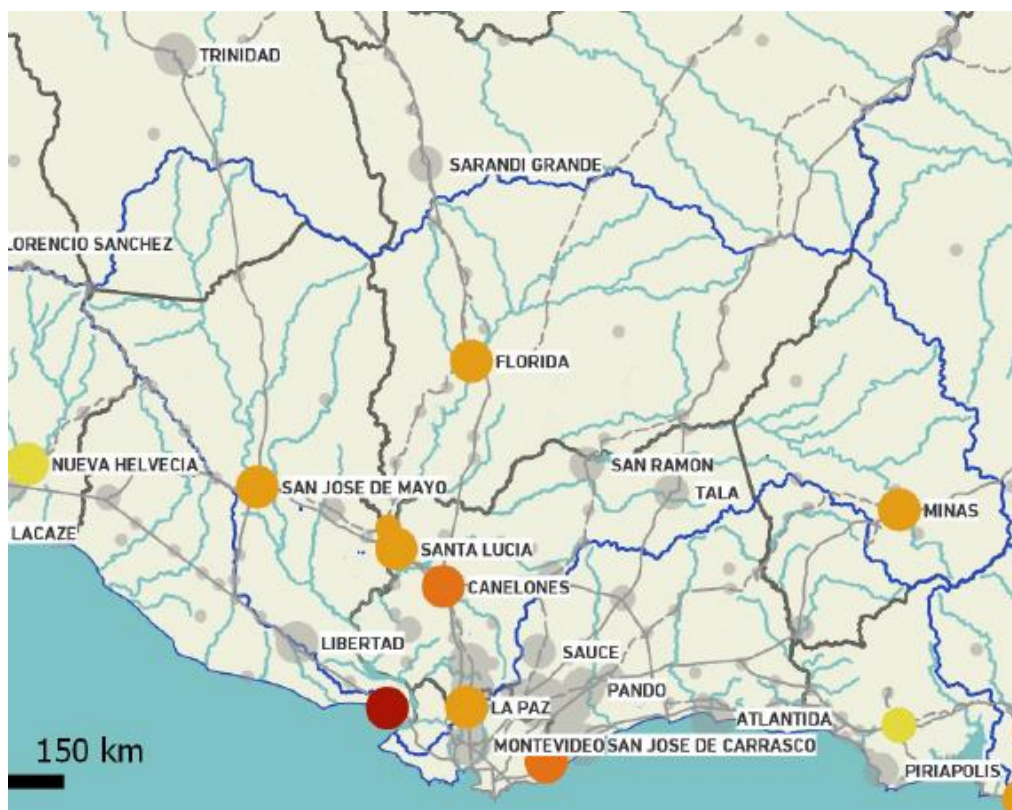 TRINIDAD
SARANDI GRANDE
LORENCIO SANCHEZ
FLORIDA
NUEVA HELVECIA
SAN JOSE DE MAYO
SAN RAMON
TALA
MINAS
LACAZE
SANTA LUCIA
CANELONES
LIBERTAD
SAUCE
PANDO
LA PAZ
ATLANTIDA
MONTEVIDEO SAN JOSE DE CARRASCO
150 km
PIRIAPOLIS